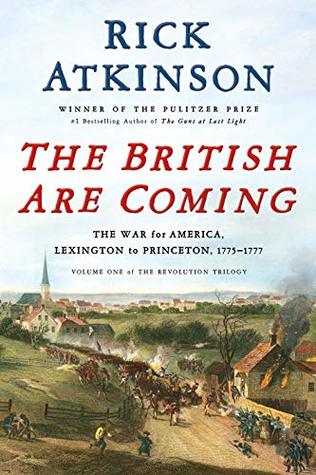 RICK
ATKINSON
WINNER OF THE PULITZER PRIZE
#1 Bestselling Author of The Guns at Last Light
THE BRITISH
ARE COMING
THE WAR for AMERICA,
LEXINGTON to PRINCETON, 1775–1777
VOLUME ONE of THE REVOLUTION TRILOGY